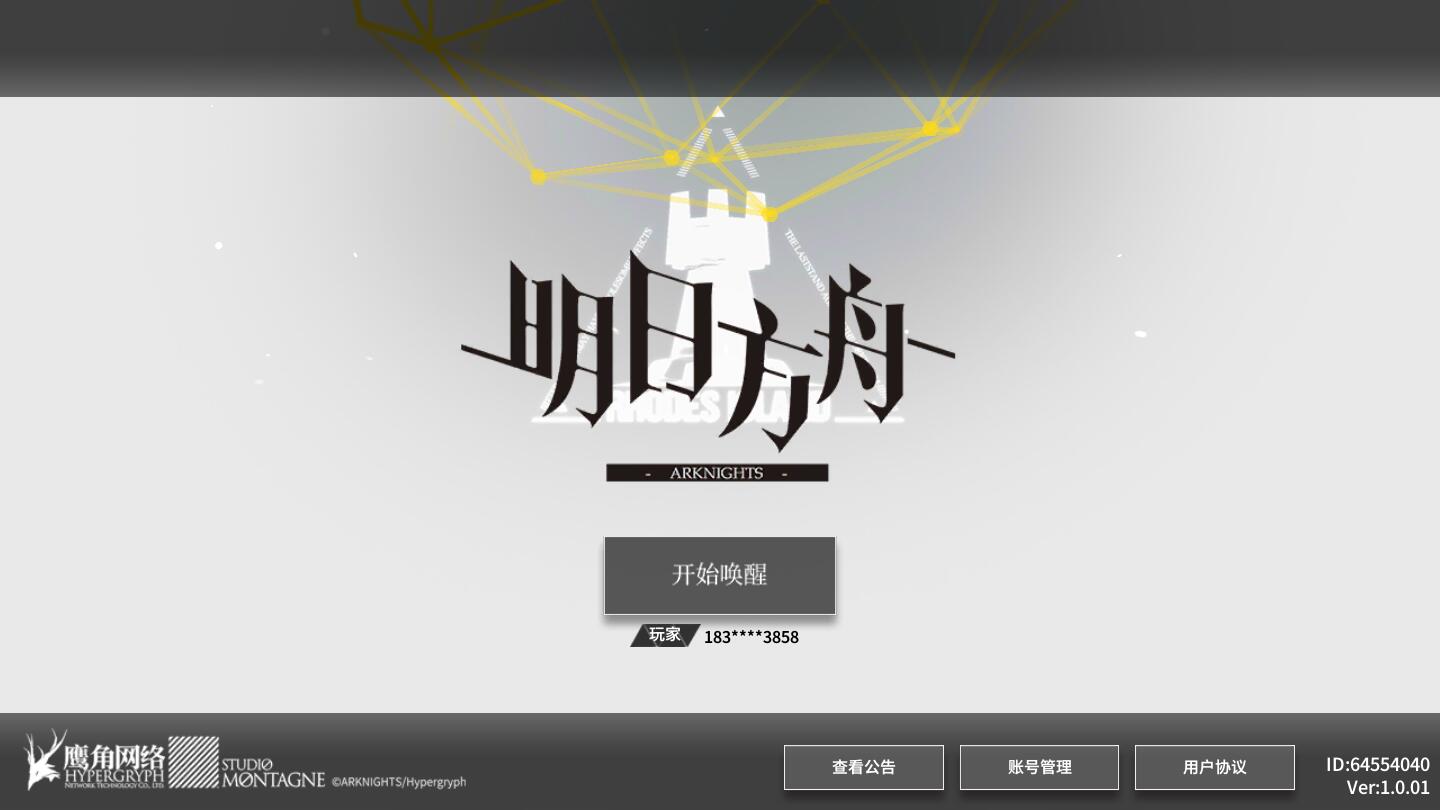 明日方舟
RHODES ISLAND
- ARKNIGHTS -
开始唤醒
玩家 183****3858
鹰角网络
HYPERGRYPH
NETWORK TECHNOLOGY CO., LTD.
STUDIO
MØNTAGNE
©ARKNIGHTS/Hypergryph
查看公告
账号管理
用户协议
ID:64554040
Ver:1.0.01